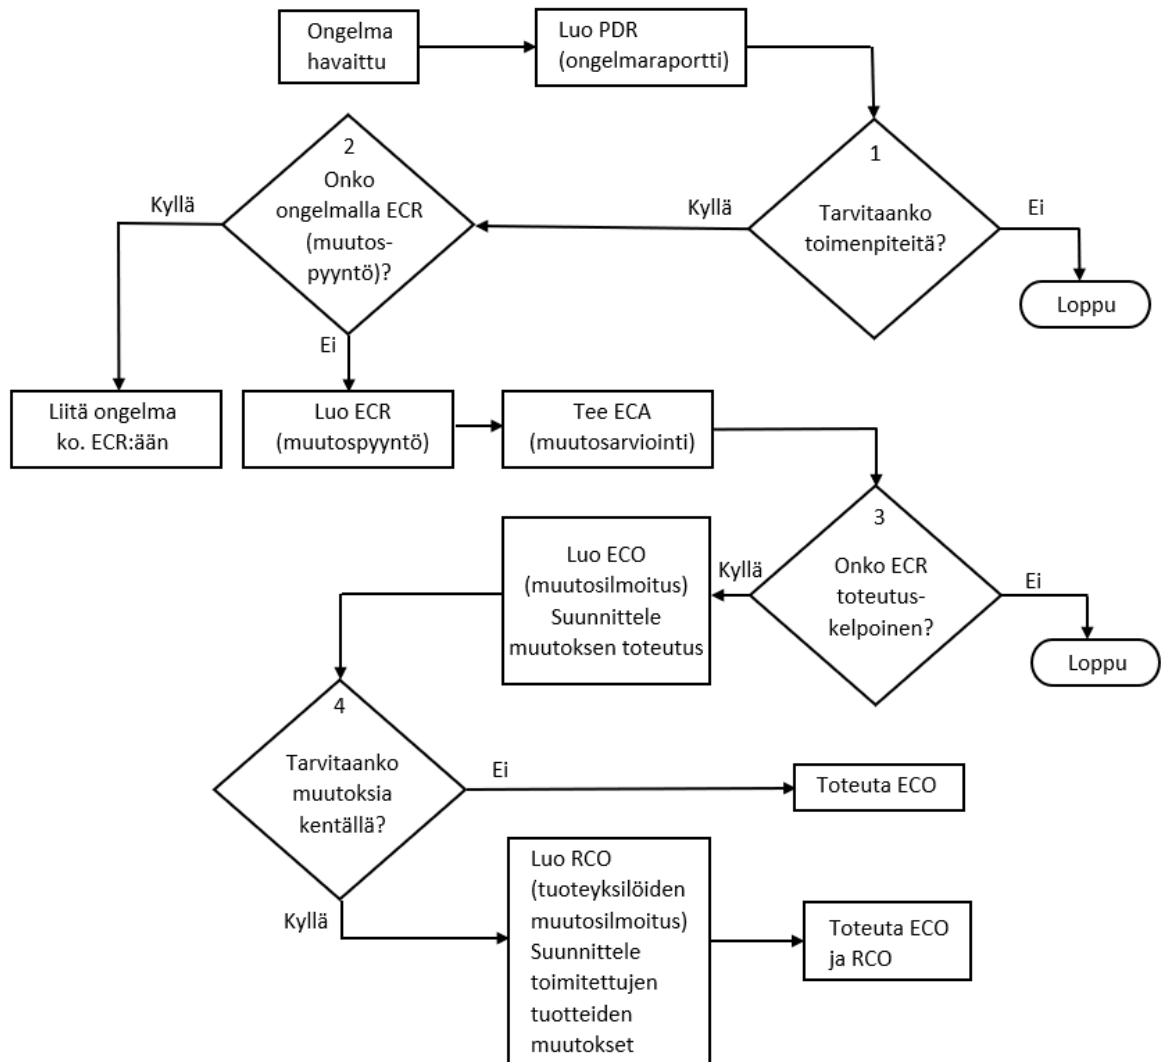 Ongelma
havaittu
Luo PDR
(ongelmaraportti)
1
Tarvitaanko
toimenpiteitä?
Kyllä
Ei
Loppu
2
Onko
ongelmalla ECR
(muutos-
pyyntö)?
Kyllä
Ei
Liitä ongelma
ko. ECR:ään
Luo ECR
(muutospyyntö)
Tee ECA
(muutosarviointi)
3
Onko ECR
toteutus-
kelpoinen?
Kyllä
Ei
Loppu
Luo ECO
(muutosilmoitus)
Suunnittele
muutoksen toteutus
4
Tarvitaanko
muutoksia
kentällä?
Ei
Toteuta ECO
Kyllä
Luo RCO
(tuoteyksilöiden
muutosilmoitus)
Suunnittele
toimitettujen
tuotteiden
muutokset
Toteuta ECO
ja RCO